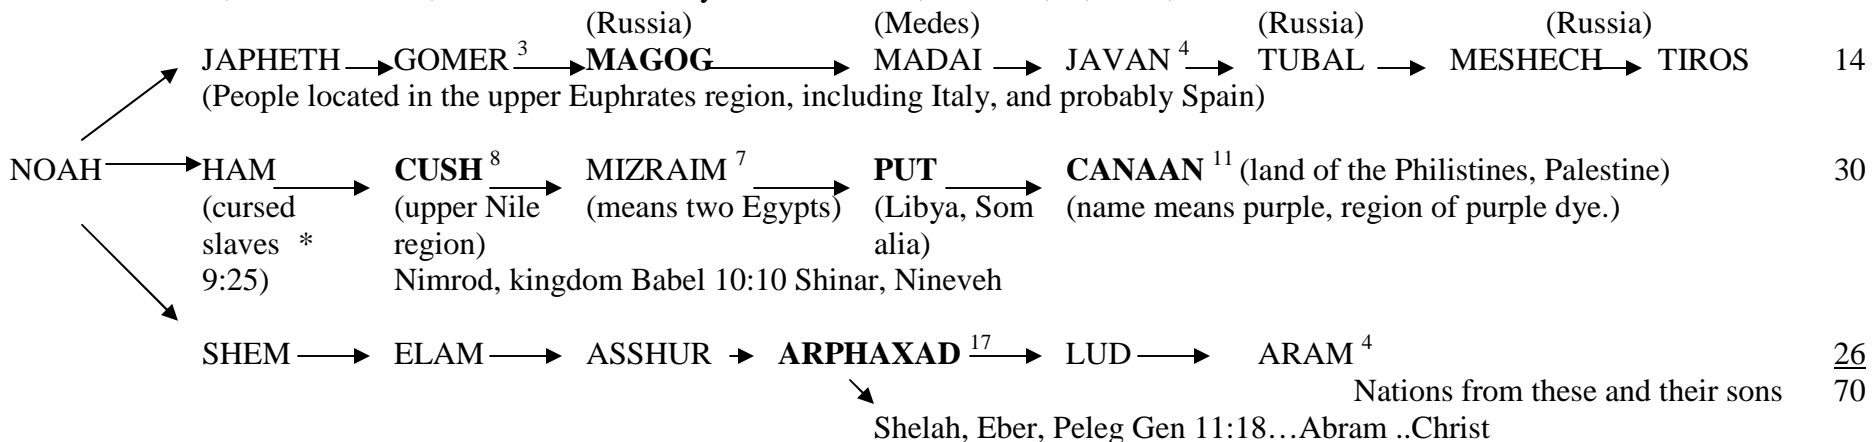 (Russia) (Medes) (Russia) (Russia)
JAPHETH GOMER 3 MAGOG MADAI JAVAN 4 TUBAL MESHECH TIROS 14
(People located in the upper Euphrates region, including Italy, and probably Spain)
NOAH HAM CUSH 8 MIZRAIM 7 PUT CANAAN 11 (land of the Philistines, Palestine) 30
(cursed (upper Nile (means two Egypts) (Libya, Som (name means purple, region of purple dye.)
slaves * region) alia)
9:25) Nimrod, kingdom Babel 10:10 Shinar, Nineveh
SHEM ELAM ASSHUR ARPHAXAD 17 LUD ARAM 4 26
Nations from these and their sons 70
Shelah, Eber, Peleg Gen 11:18…Abram ..Christ